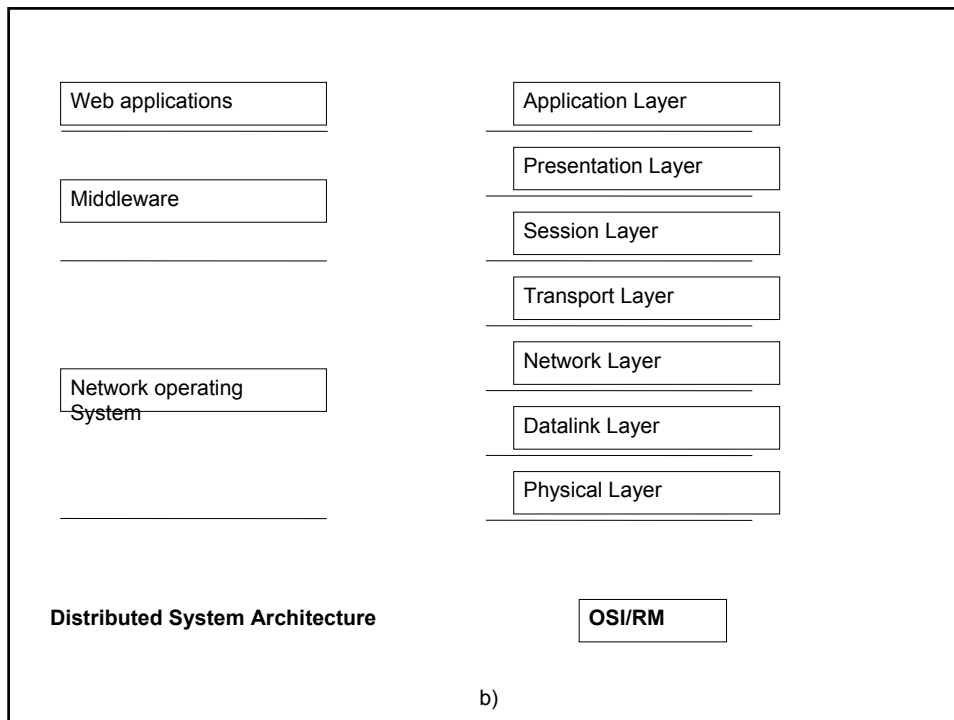 Web applications
Middleware
Network operating
System
Distributed System Architecture
Application Layer
Presentation Layer
Session Layer
Transport Layer
Network Layer
Datalink Layer
Physical Layer
OSI/RM
b)